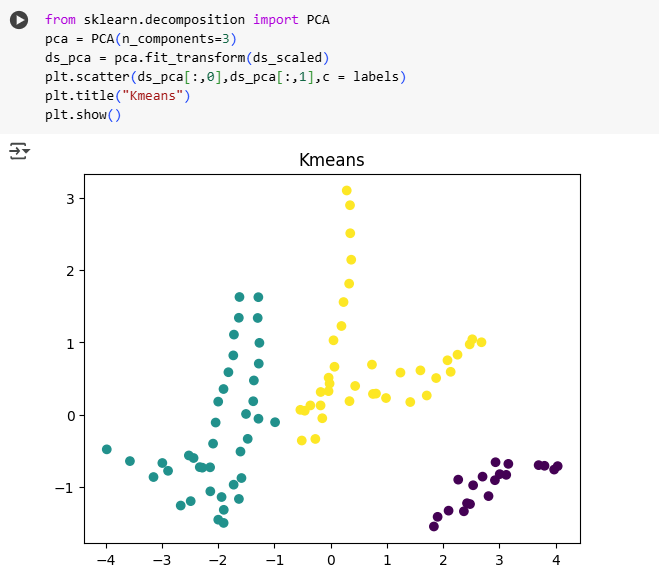 from sklearn.decomposition import PCA
pca = PCA(n_components=3)
ds_pca = pca.fit_transform(ds_scaled)
plt.scatter(ds_pca[:,0],ds_pca[:,1],c = labels)
plt.title("Kmeans")
plt.show()
Kmeans
3
2
1
0
−1
−4 −3 −2 −1 0 1 2 3 4